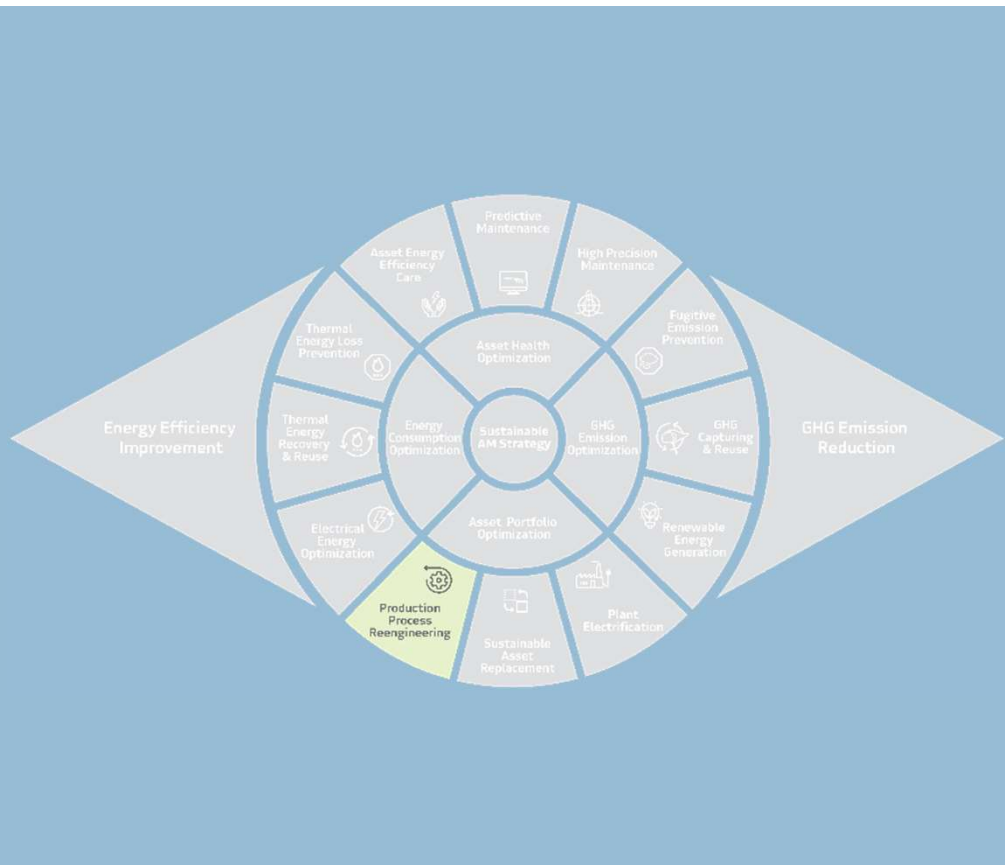 Predictive
Maintenance
Asset Energy
Efficiency
Care
High Precision
Maintenance
Thermal
Energy Loss
Prevention
Fugitive
Emission
Prevention
Asset Health
Optimization
Energy Efficiency
Improvement
Thermal
Energy
Recovery
& Reuse
Energy
Consumption
Optimization
Sustainable
AM Strategy
GHG
Emission
Optimization
GHG
Capturing
& Reuse
GHG Emission
Reduction
Electrical
Energy
Optimization
Asset Portfolio
Optimization
Renewable
Energy
Generation
Production
Process
Reengineering
Sustainable
Asset
Replacement
Plant
Electrification